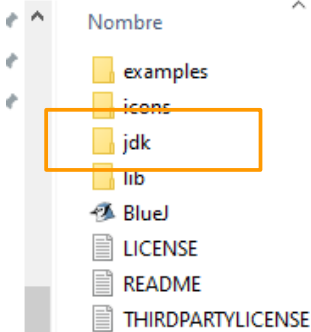 Nombre
examples
icons
jdk
lib
BlueJ
LICENSE
README
THIRDPARTYLICENSE